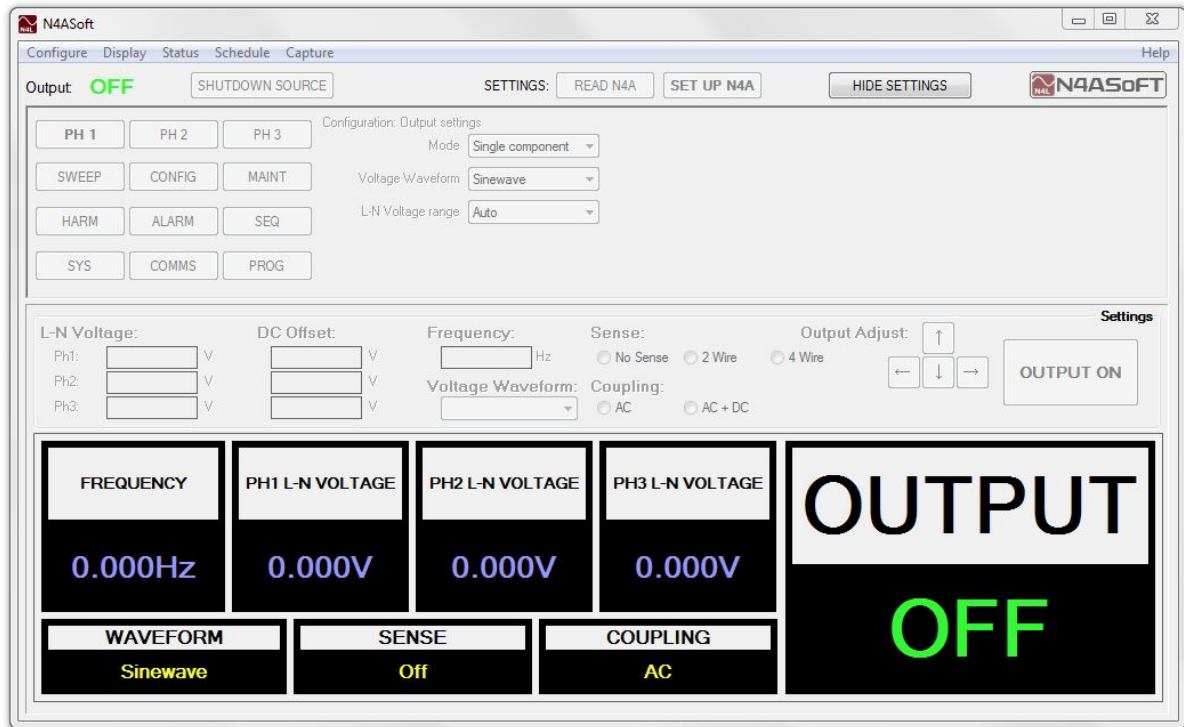 N4L N4ASoft
Configure Display Status Schedule Capture Help
Output: OFF SHUTDOWN SOURCE SETTINGS: READ N4A SET UP N4A HIDE SETTINGS N4L N4ASoFT
Configuration: Output settings
PH 1 PH 2 PH 3 Mode Single component
SWEEP CONFIG MAINT Voltage Waveform Sinewave
HARM ALARM SEQ L-N Voltage range Auto
SYS COMMS PROG
Settings
L-N Voltage: DC Offset: Frequency: Sense: Output Adjust: ↑
Ph1: V V Hz No Sense 2 Wire 4 Wire
Ph2: V V Voltage Waveform: Coupling: ← ↓ → OUTPUT ON
Ph3: V V AC AC + DC
FREQUENCY PH1 L-N VOLTAGE PH2 L-N VOLTAGE PH3 L-N VOLTAGE OUTPUT
0.000Hz 0.000V 0.000V 0.000V OFF
WAVEFORM SENSE COUPLING
Sinewave Off AC